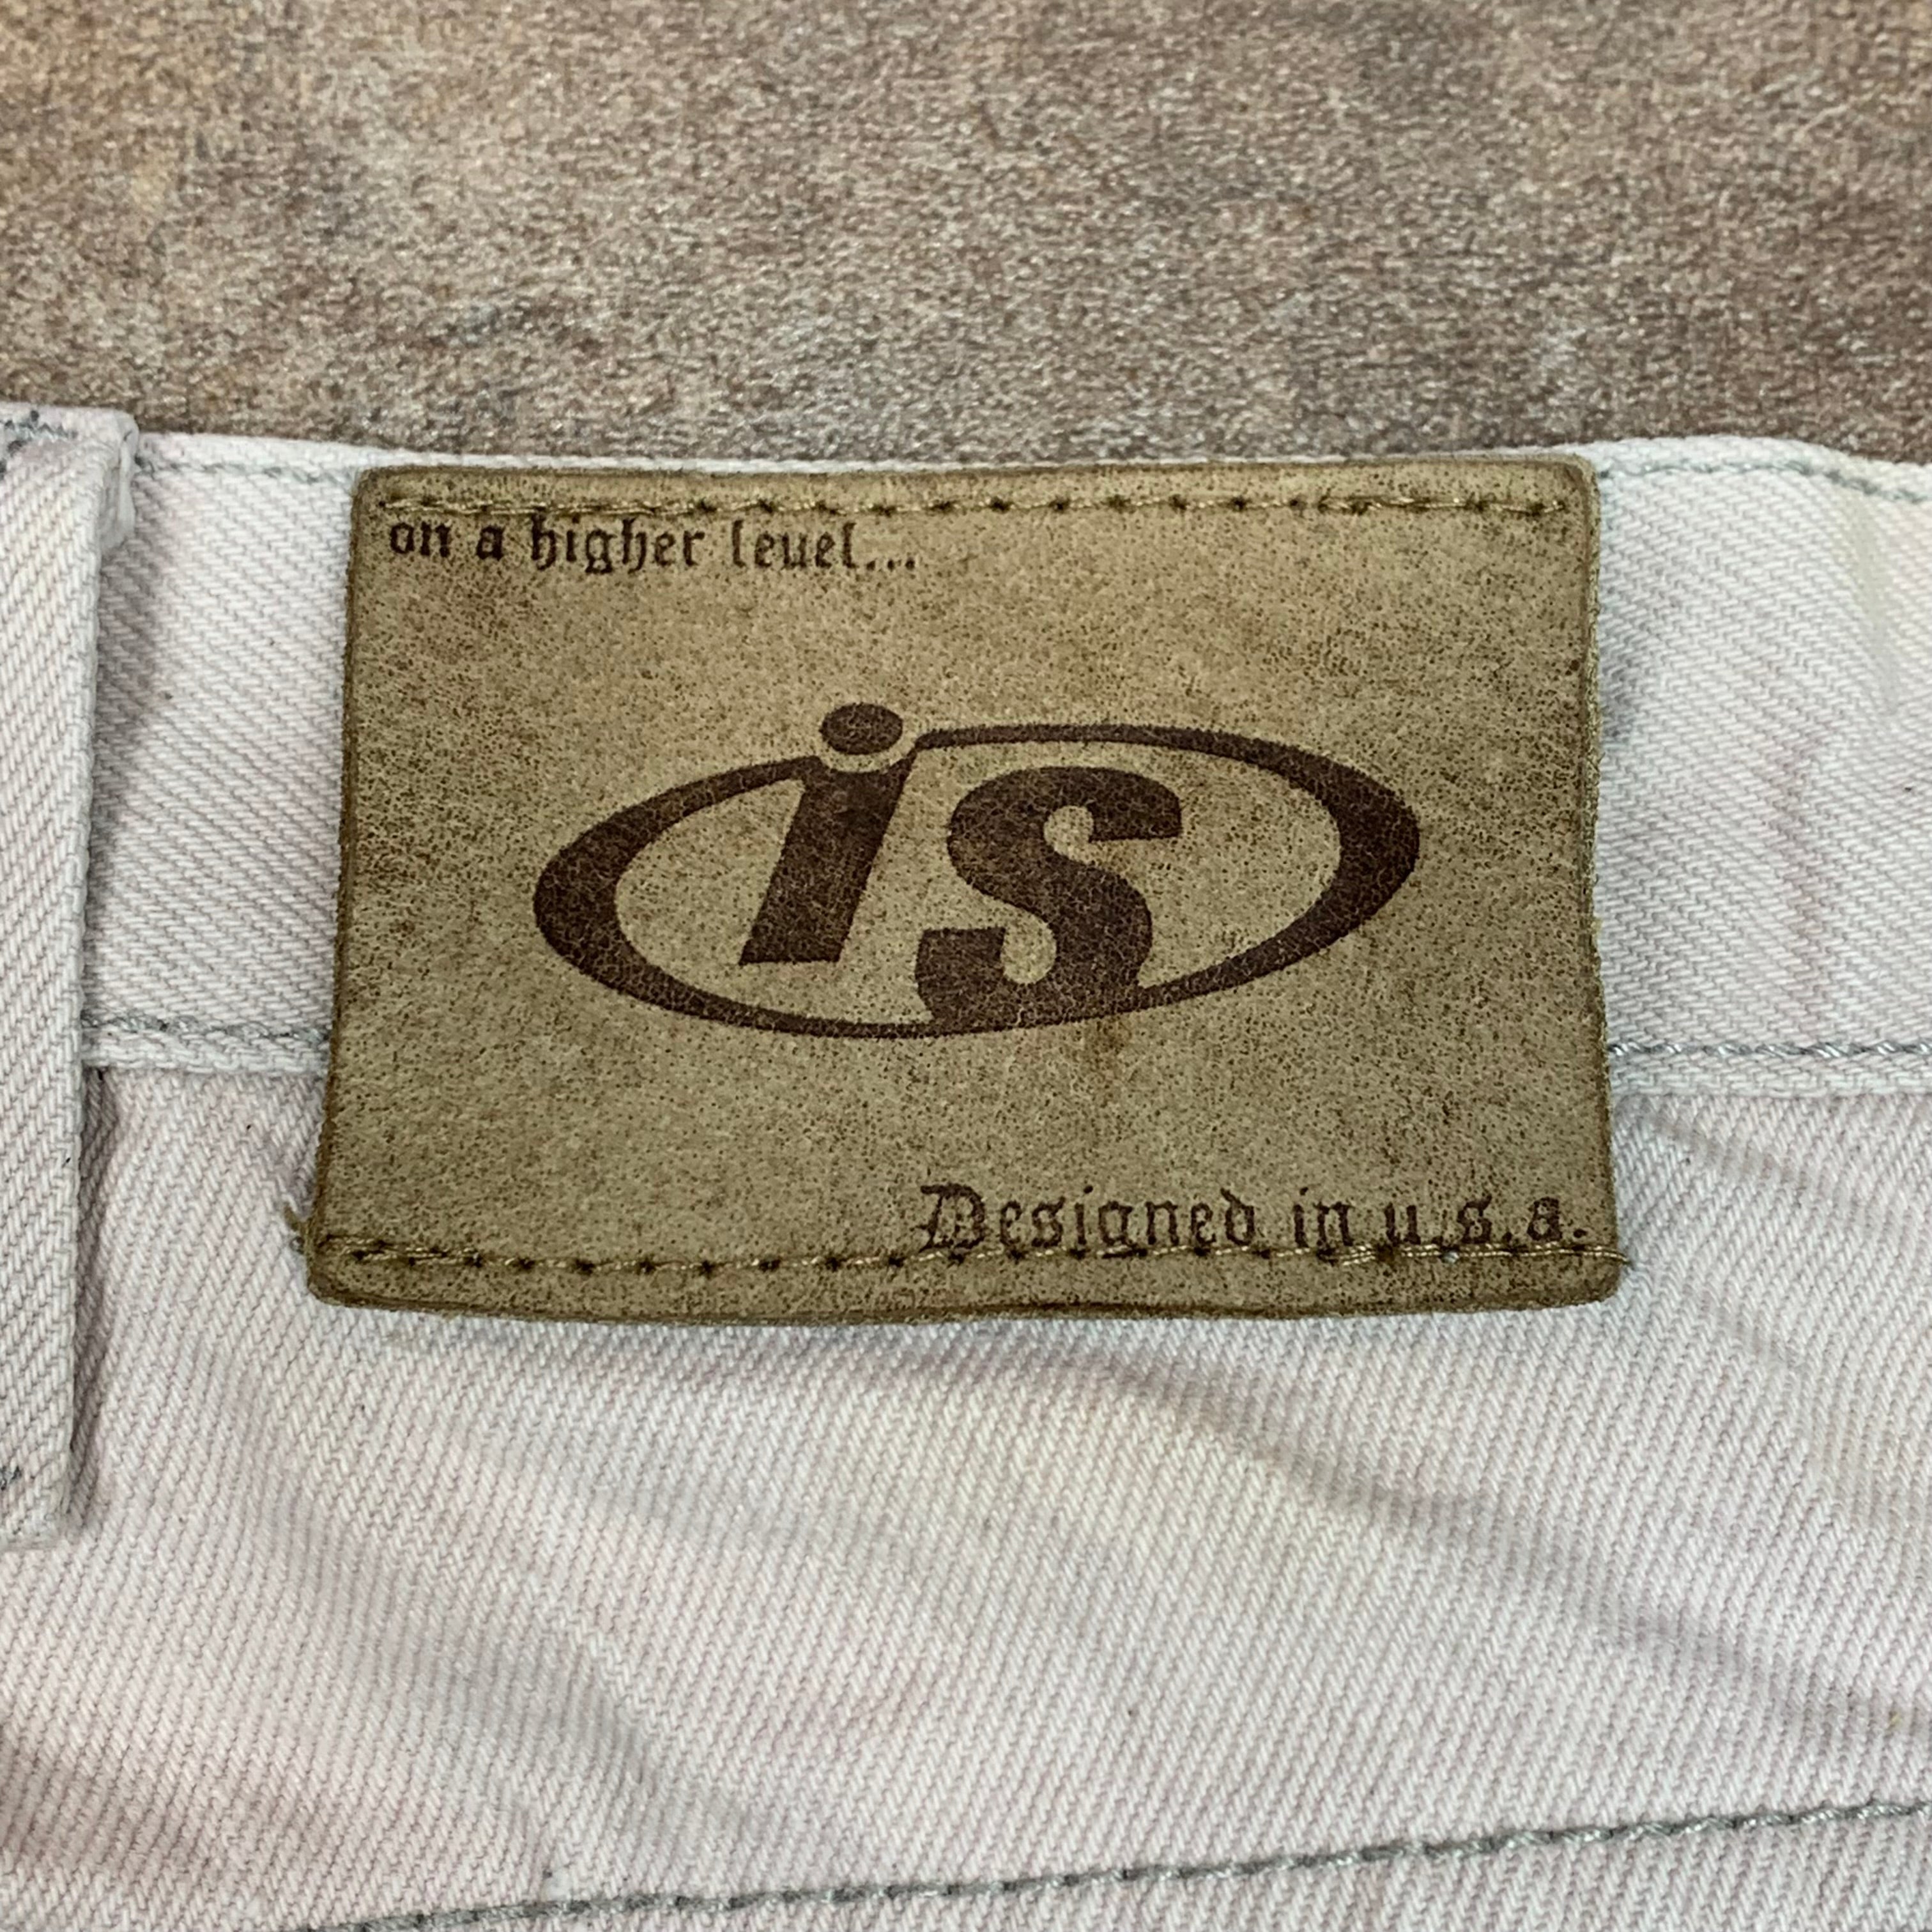 on a higher level...
is
Designed in u.s.a.